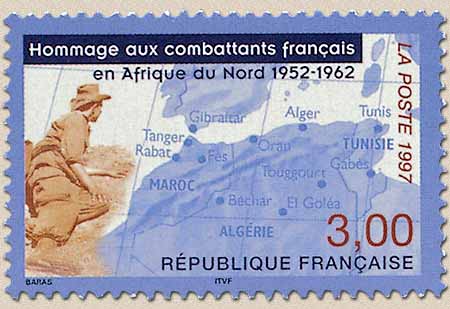 Hommage aux combattants français
en Afrique du Nord 1952-1962
LA POSTE 1997
Gibraltar
Alger
Tunis
Tanger
Oran
TUNISIE
Rabat
Fès
Touggourt
Gabès
MAROC
Béchar
El Goléa
ALGÉRIE
3,00
RÉPUBLIQUE FRANÇAISE
BARAS
ITVF